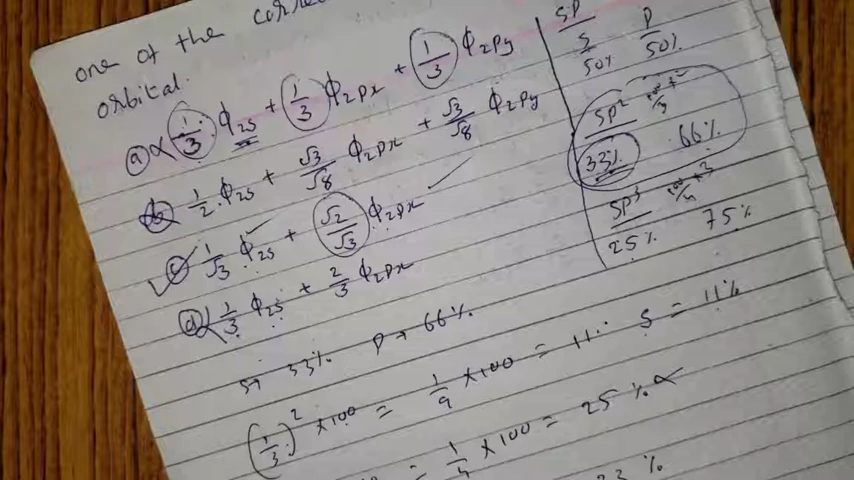 one of the correc
orbital.
(a) 1/3 ϕ2s + 1/3 ϕ2px + 1/3 ϕ2py
(b) 1/2 . ϕ2s + √3/√8 ϕ2px + √3/√8 ϕ2py
(c) 1/√3 ϕ2s + √2/√3 ϕ2px
(d) 1/3 ϕ2s + 2/3 ϕ2px
S → 33% P → 66%
(1/3)² × 100 = 1/9 × 100 = 11.. S = 11%
= 1/4 × 100 = 25%
%
SP
S P
50% 50%
SP²
33% 66%
SP³
25% 75%